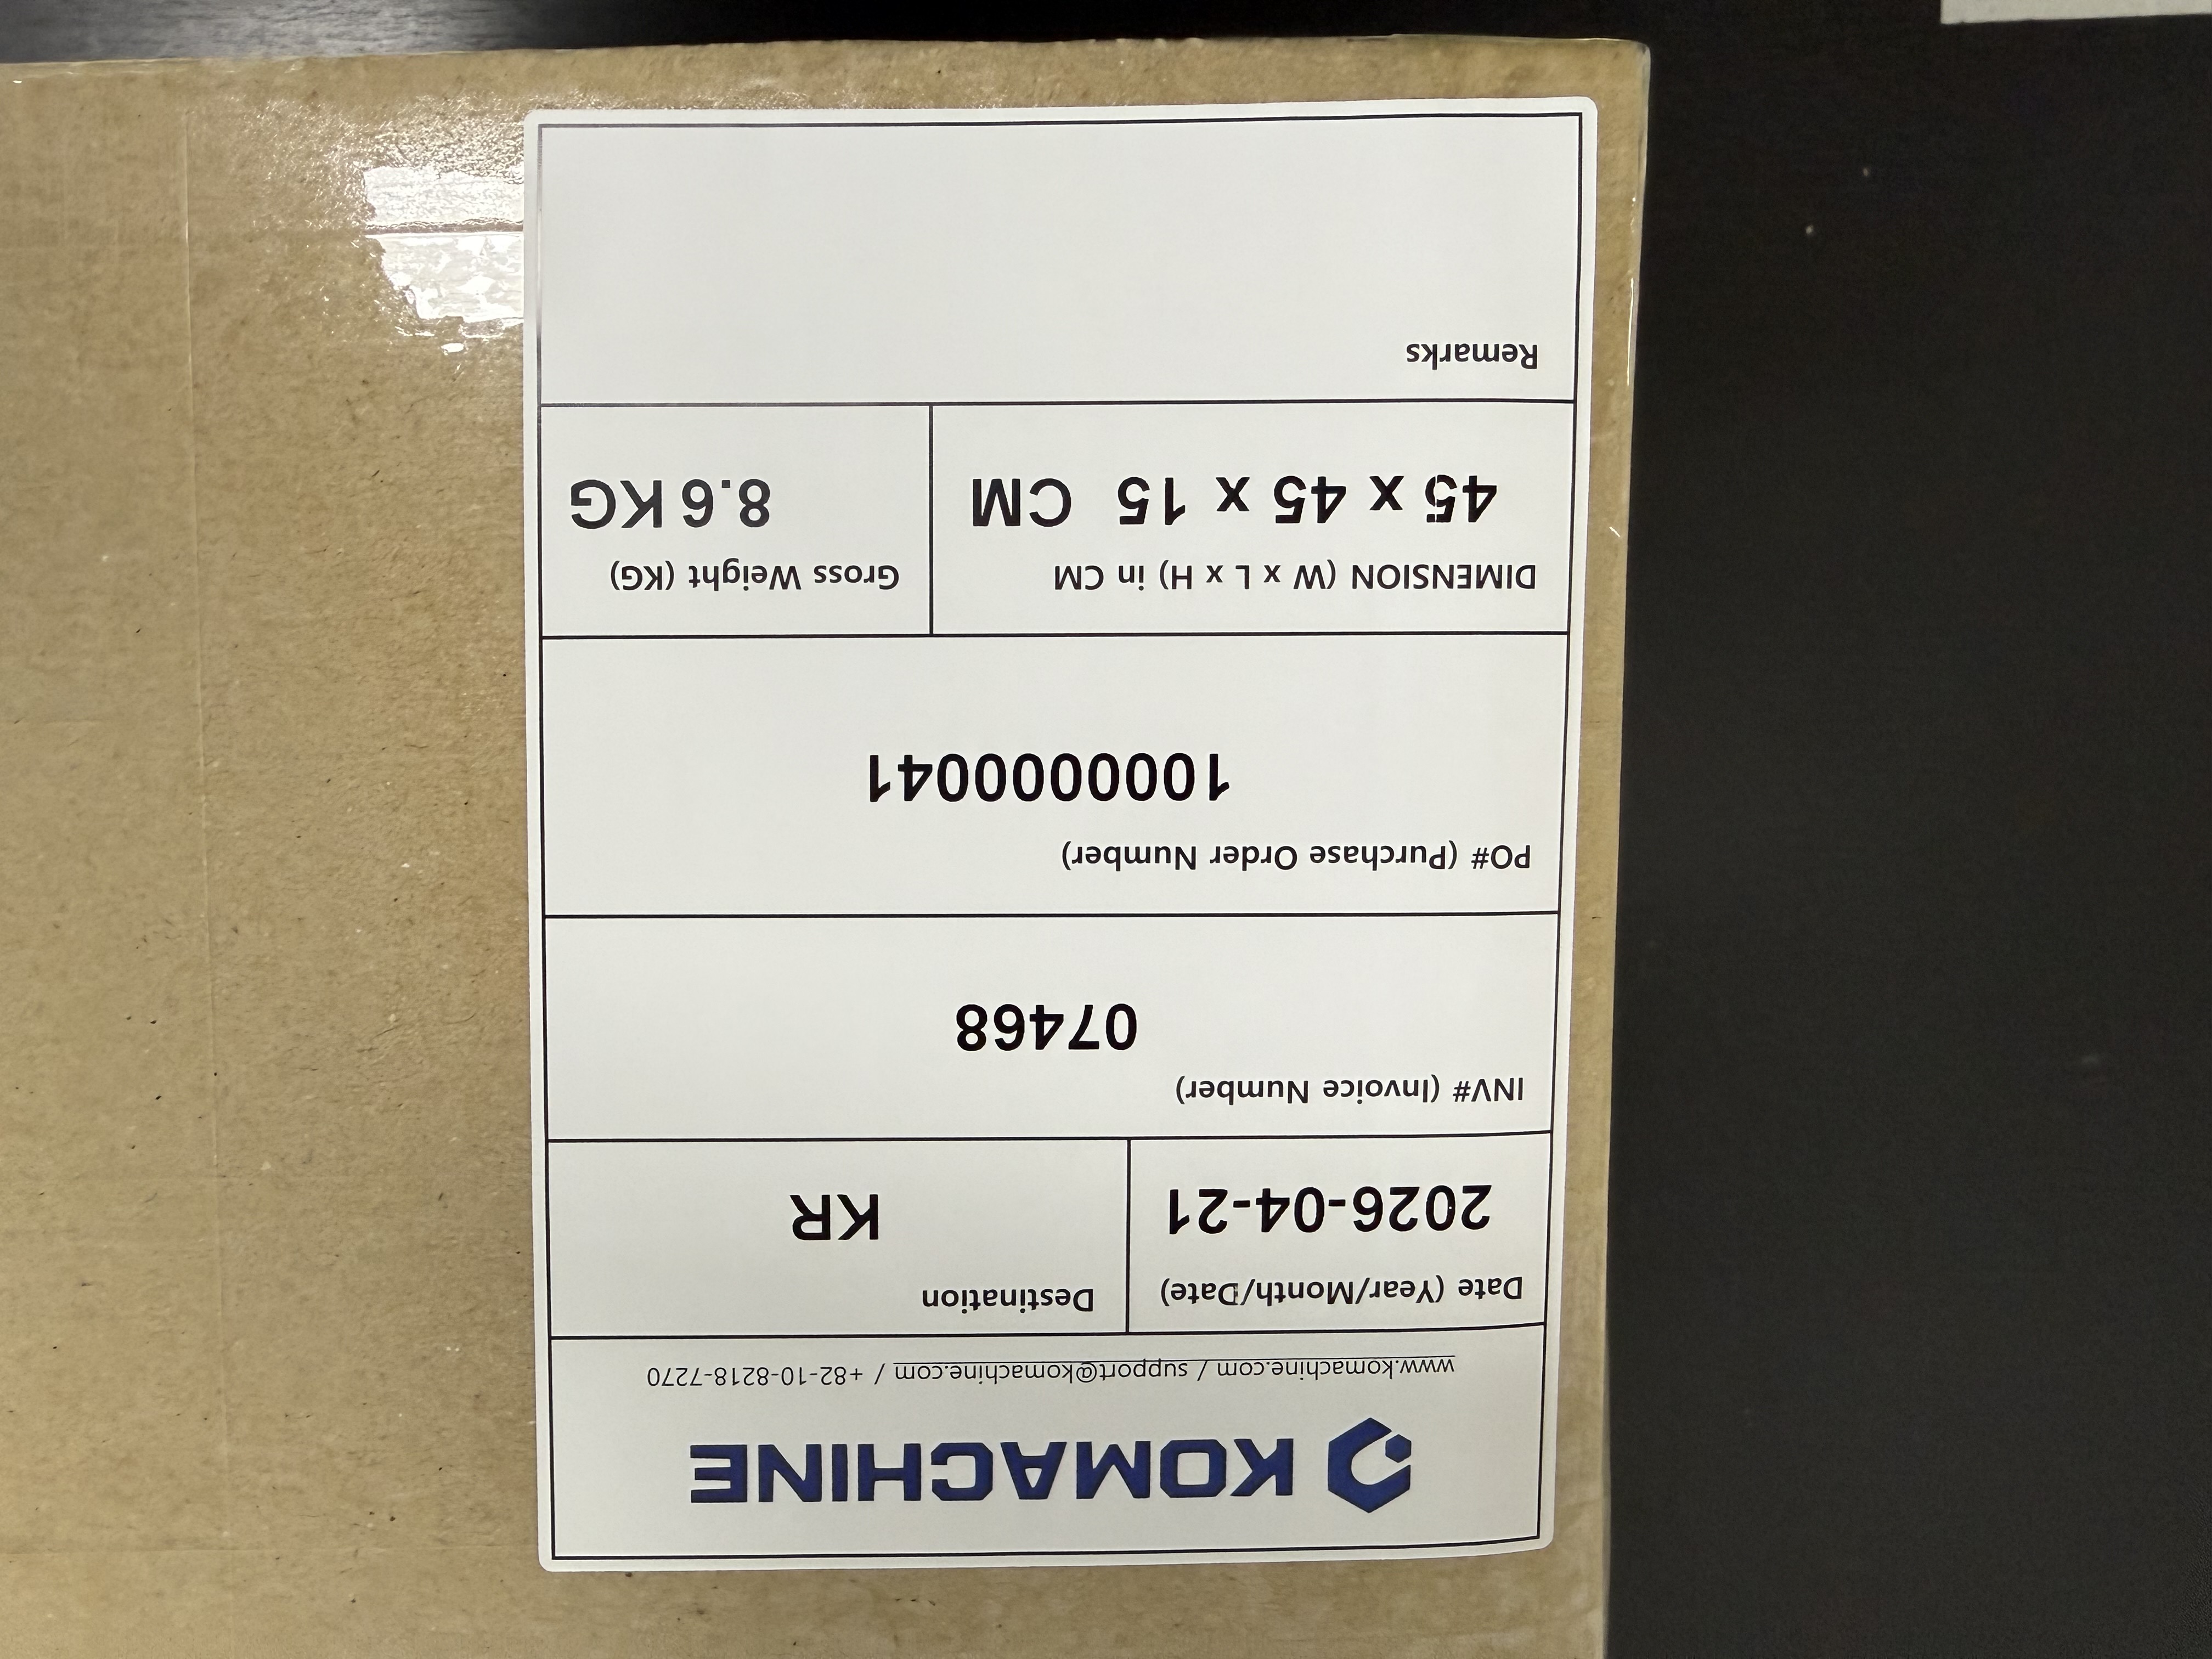 KOMACHINE
www.komachine.com / support@komachine.com / +82-10-8218-7270
Date (Year/Month/Date)
2026-04-21
Destination
KR
INV# (Invoice Number)
07468
PO# (Purchase Order Number)
1000000041
DIMENSION (W x L x H) in CM
45 x 45 x 15 CM
Gross Weight (KG)
8.6 KG
Remarks